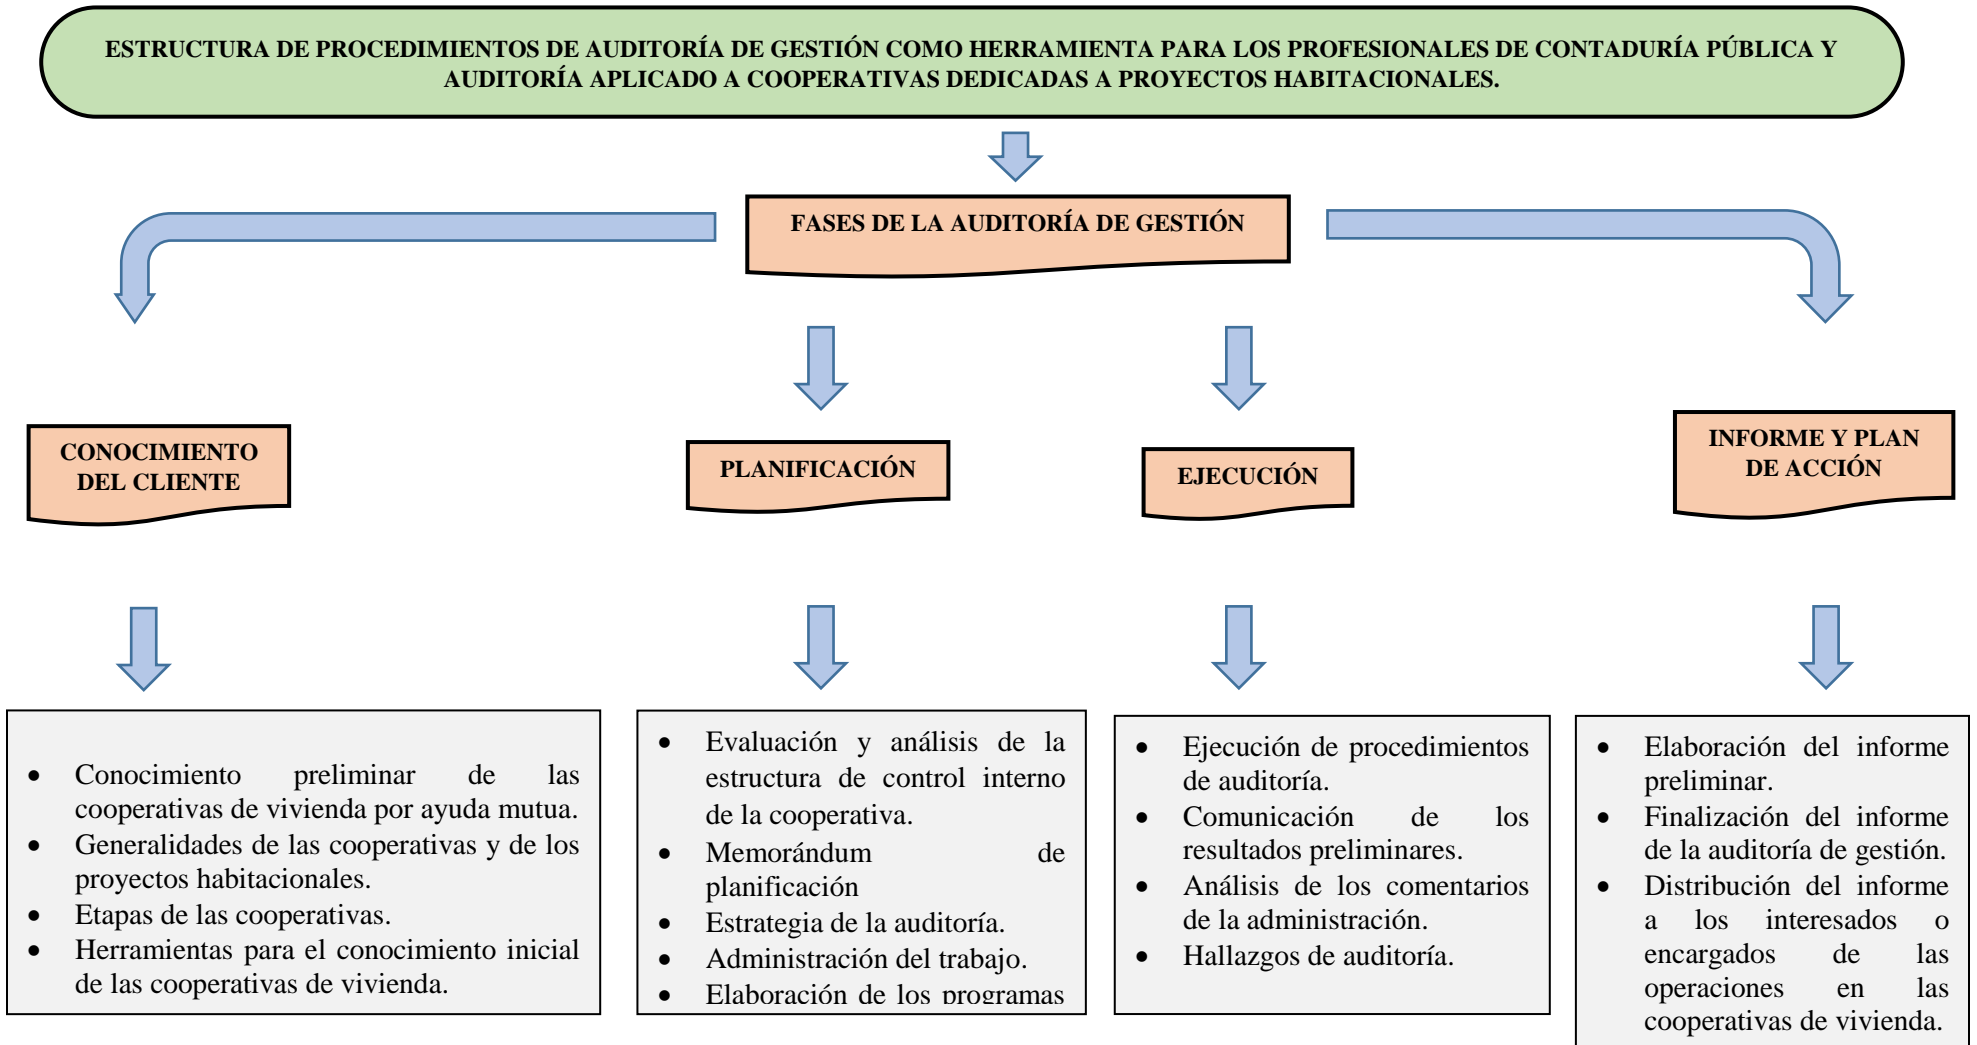 ESTRUCTURA DE PROCEDIMIENTOS DE AUDITORÍA DE GESTIÓN COMO HERRAMIENTA PARA LOS PROFESIONALES DE CONTADURÍA PÚBLICA Y
AUDITORÍA APLICADO A COOPERATIVAS DEDICADAS A PROYECTOS HABITACIONALES.
FASES DE LA AUDITORÍA DE GESTIÓN
CONOCIMIENTO
DEL CLIENTE
PLANIFICACIÓN
EJECUCIÓN
INFORME Y PLAN
DE ACCIÓN
• Conocimiento preliminar de las
cooperativas de vivienda por ayuda mutua.
• Generalidades de las cooperativas y de los
proyectos habitacionales.
• Etapas de las cooperativas.
• Herramientas para el conocimiento inicial
de las cooperativas de vivienda.
• Evaluación y análisis de la
estructura de control interno
de la cooperativa.
• Memorándum de
planificación
• Estrategia de la auditoría.
• Administración del trabajo.
• Elaboración de los programas
• Ejecución de procedimientos
de auditoría.
• Comunicación de los
resultados preliminares.
• Análisis de los comentarios
de la administración.
• Hallazgos de auditoría.
• Elaboración del informe
preliminar.
• Finalización del informe
de la auditoría de gestión.
• Distribución del informe
a los interesados o
encargados de las
operaciones en las
cooperativas de vivienda.